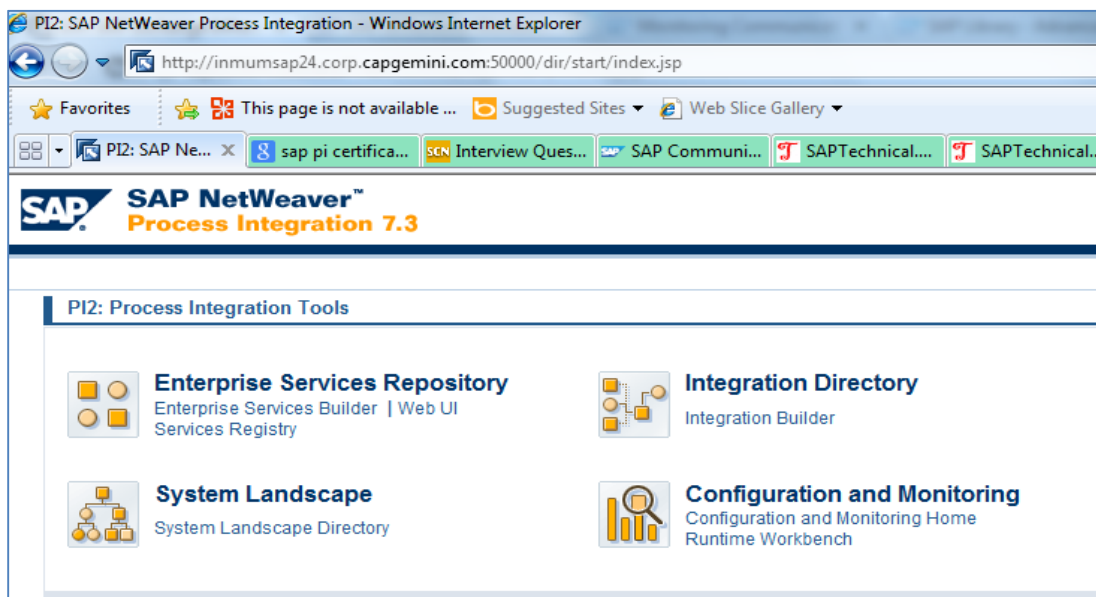 PI2: SAP NetWeaver Process Integration - Windows Internet Explorer
http://inmumsap24.corp.capgemini.com:50000/dir/start/index.jsp
Favorites This page is not available ... Suggested Sites Web Slice Gallery
PI2: SAP Ne... sap pi certifica... SCN Interview Ques... SAP Communi... SAPTechnical.... SAPTechnical..
SAP SAP NetWeaver™
Process Integration 7.3
PI2: Process Integration Tools
Enterprise Services Repository
Enterprise Services Builder | Web UI
Services Registry
Integration Directory
Integration Builder
System Landscape
System Landscape Directory
Configuration and Monitoring
Configuration and Monitoring Home
Runtime Workbench